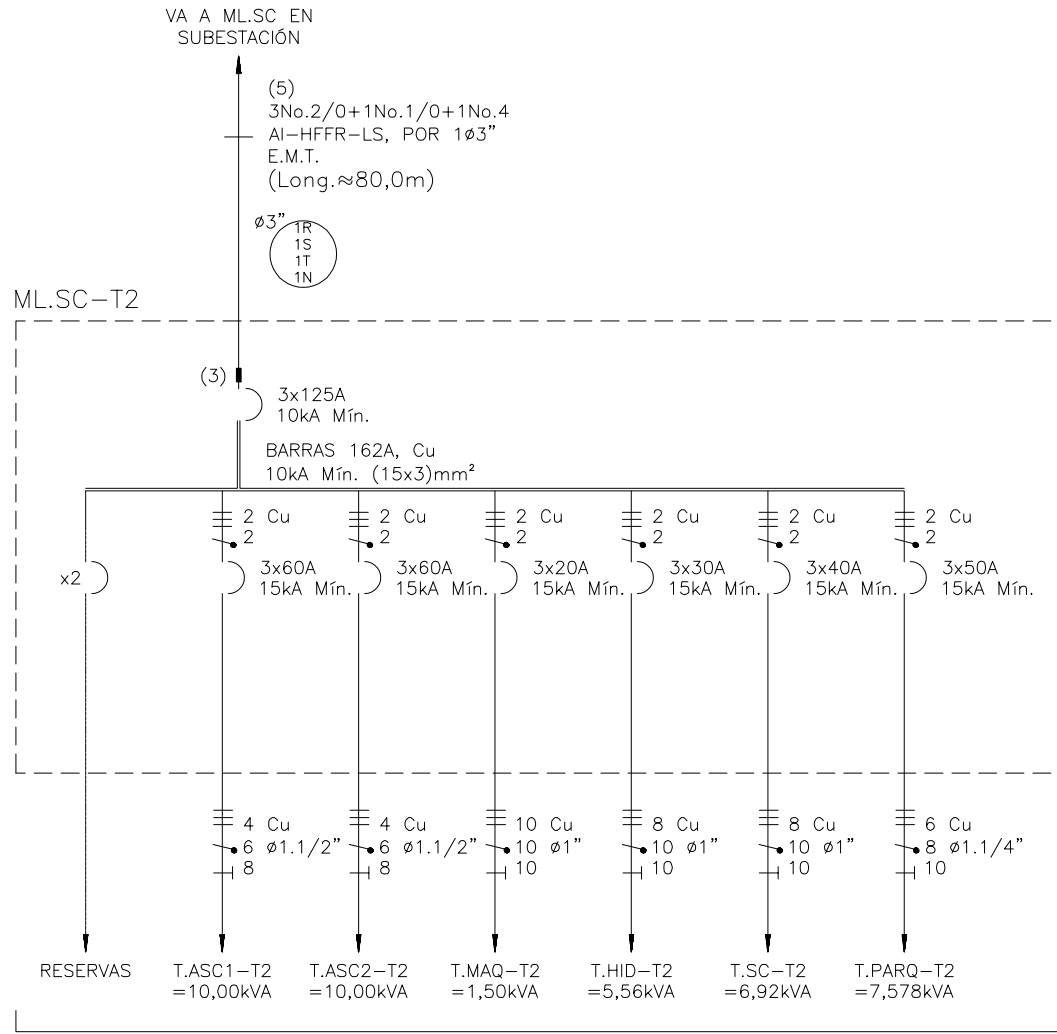 VA A ML.SC EN
SUBESTACIÓN
(5)
3No.2/0+1No.1/0+1No.4
Al-HFFR-LS, POR 1ø3"
E.M.T.
(Long.≈80,0m)
ø3"
1R
1S
1T
1N
ML.SC-T2
(3)
3x125A
10kA Mín.
BARRAS 162A, Cu
10kA Mín. (15x3)mm²
2 Cu
2
2 Cu
2
2 Cu
2
2 Cu
2
2 Cu
2
2 Cu
2
x2
3x60A
15kA Mín.
3x60A
15kA Mín.
3x20A
15kA Mín.
3x30A
15kA Mín.
3x40A
15kA Mín.
3x50A
15kA Mín.
4 Cu
6 ø1.1/2"
8
4 Cu
6 ø1.1/2"
8
10 Cu
10 ø1"
10
8 Cu
10 ø1"
10
8 Cu
10 ø1"
10
6 Cu
8 ø1.1/4"
10
RESERVAS
T.ASC1-T2
=10,00kVA
T.ASC2-T2
=10,00kVA
T.MAQ-T2
=1,50kVA
T.HID-T2
=5,56kVA
T.SC-T2
=6,92kVA
T.PARQ-T2
=7,578kVA